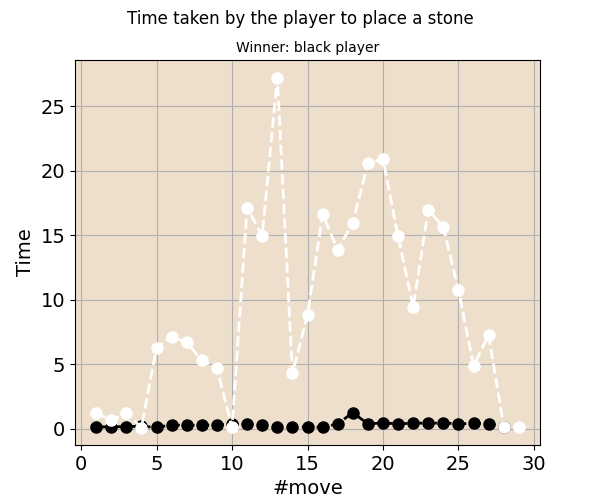 Time taken by the player to place a stone
Winner: black player
Time
25
20
15
10
5
0
0 5 10 15 20 25 30
#move